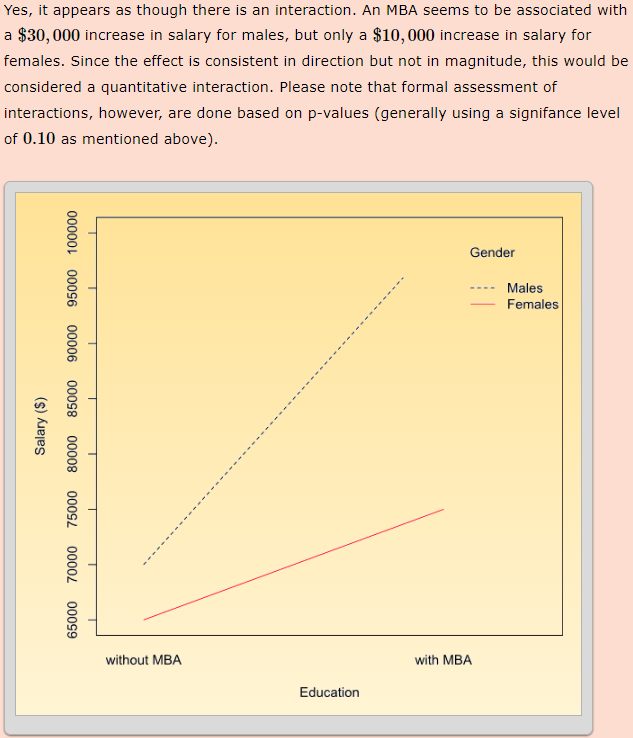 Yes, it appears as though there is an interaction. An MBA seems to be associated with
a $30,000 increase in salary for males, but only a $10,000 increase in salary for
females. Since the effect is consistent in direction but not in magnitude, this would be
considered a quantitative interaction. Please note that formal assessment of
interactions, however, are done based on p-values (generally using a signifance level
of 0.10 as mentioned above).
100000
95000
90000
85000
80000
75000
70000
65000
Salary ($)
Gender
Males
Females
without MBA
with MBA
Education